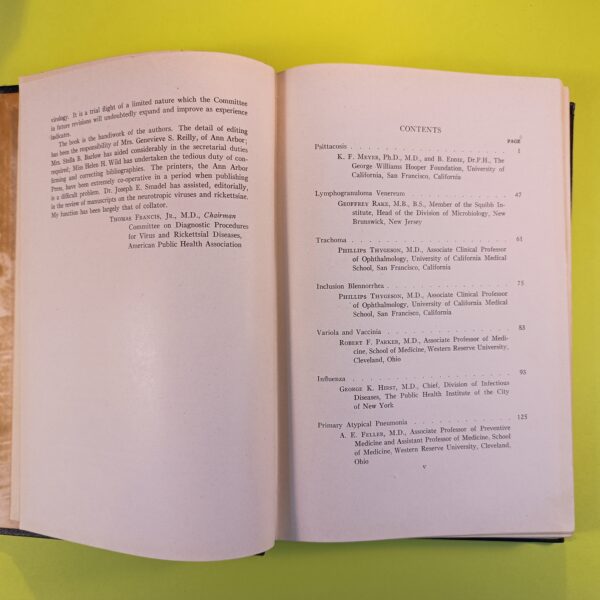 virology. It is a trial flight of a limited nature which the Committee
in future revisions will undoubtedly expand and improve as experience
indicates.
The book is the handiwork of the authors. The detail of editing
has been the responsibility of Mrs. Genevieve S. Reilly, of Ann Arbor;
Mrs. Stella B. Barlow has aided considerably in the secretarial duties
required; Miss Helen H. Wild has undertaken the tedious duty of con-
firming and correcting bibliographies. The printers, the Ann Arbor
Press, have been extremely co-operative in a period when publishing
is a difficult problem. Dr. Joseph E. Smadel has assisted, editorially,
in the review of manuscripts on the neurotropic viruses and rickettsiae.
My function has been largely that of collator.
Thomas Francis, Jr., M.D., Chairman
Committee on Diagnostic Procedures
for Virus and Rickettsial Diseases,
American Public Health Association
CONTENTS
PAGE
Psittacosis . . . . . . . . . . . . . . . . . . 1
K. F. Meyer, Ph.D., M.D., and B. Eddie, Dr.P.H., The
George Williams Hooper Foundation, University of
California, San Francisco, California
Lymphogranuloma Venereum . . . . . . . . . . . . 47
Geoffrey Rake, M.B., B.S., Member of the Squibb In-
stitute, Head of the Division of Microbiology, New
Brunswick, New Jersey
Trachoma . . . . . . . . . . . . . . . . . . 61
Phillips Thygeson, M.D., Associate Clinical Professor
of Ophthalmology, University of California Medical
School, San Francisco, California
Inclusion Blennorrhea . . . . . . . . . . . . . . 75
Phillips Thygeson, M.D., Associate Clinical Professor
of Ophthalmology, University of California Medical
School, San Francisco, California
Variola and Vaccinia . . . . . . . . . . . . . . 83
Robert F. Parker, M.D., Associate Professor of Medi-
cine, School of Medicine, Western Reserve University,
Cleveland, Ohio
Influenza . . . . . . . . . . . . . . . . . . 95
George K. Hirst, M.D., Chief, Division of Infectious
Diseases, The Public Health Institute of the City
of New York
Primary Atypical Pneumonia . . . . . . . . . . . 125
A. E. Feller, M.D., Associate Professor of Preventive
Medicine and Assistant Professor of Medicine, School
of Medicine, Western Reserve University, Cleveland,
Ohio
v